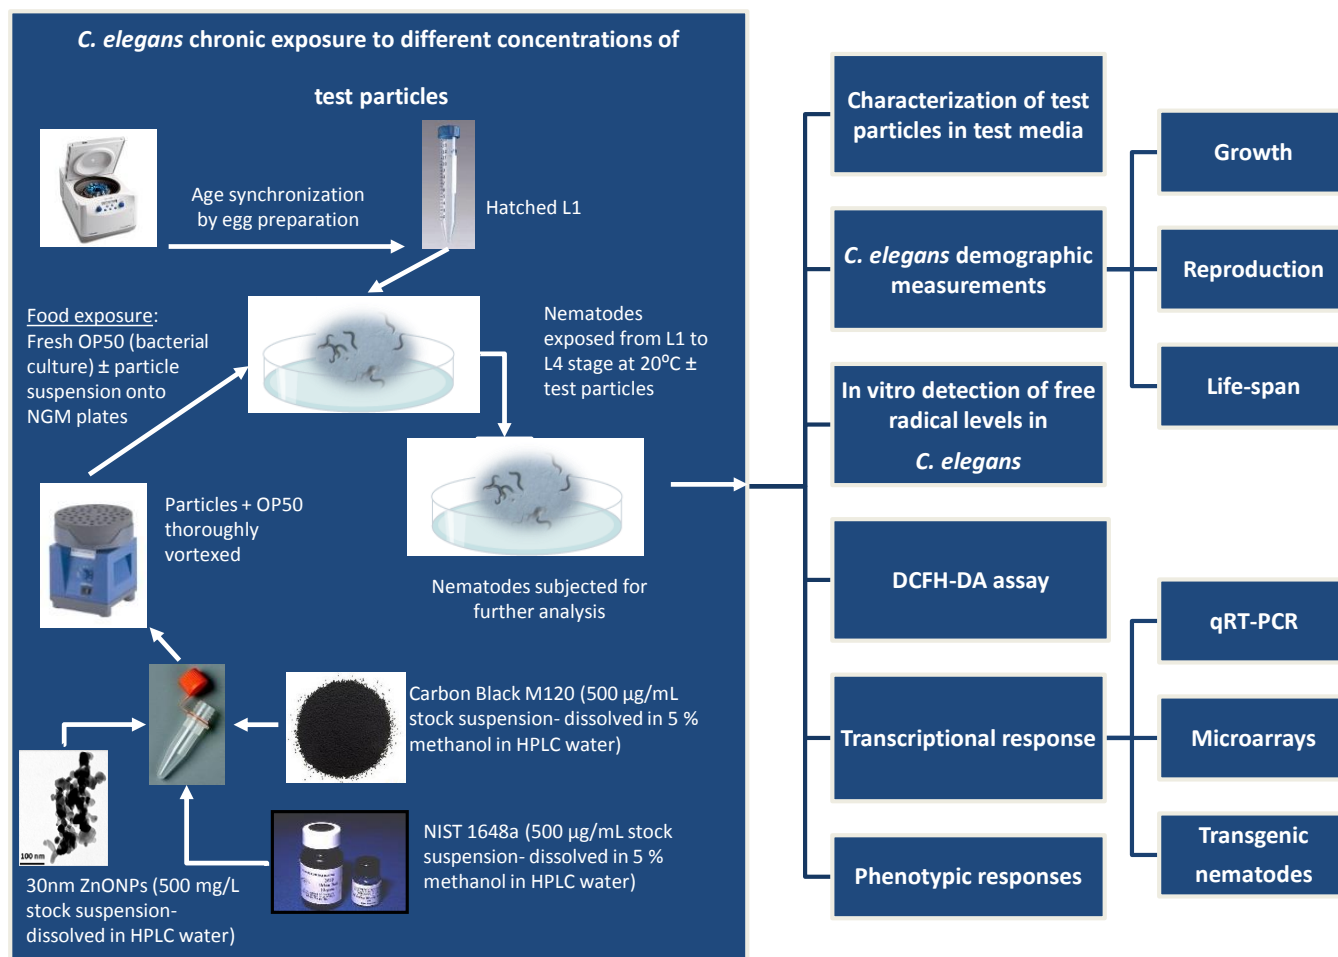 C. elegans chronic exposure to different concentrations of
test particles
Age synchronization
by egg preparation
Hatched L1
Food exposure:
Fresh OP50 (bacterial
culture) ± particle
suspension onto
NGM plates
Nematodes
exposed from L1 to
L4 stage at 20⁰C ±
test particles
Particles + OP50
thoroughly
vortexed
Nematodes subjected for
further analysis
Carbon Black M120 (500 µg/mL
stock suspension- dissolved in 5 %
methanol in HPLC water)
100 nm
30nm ZnONPs (500 mg/L
stock suspension-
dissolved in HPLC water)
NIST 1648a (500 µg/mL stock
suspension- dissolved in 5 %
methanol in HPLC water)
Characterization of test
particles in test media
C. elegans demographic
measurements
Growth
Reproduction
Life-span
In vitro detection of free
radical levels in
C. elegans
DCFH-DA assay
Transcriptional response
qRT-PCR
Microarrays
Transgenic
nematodes
Phenotypic responses